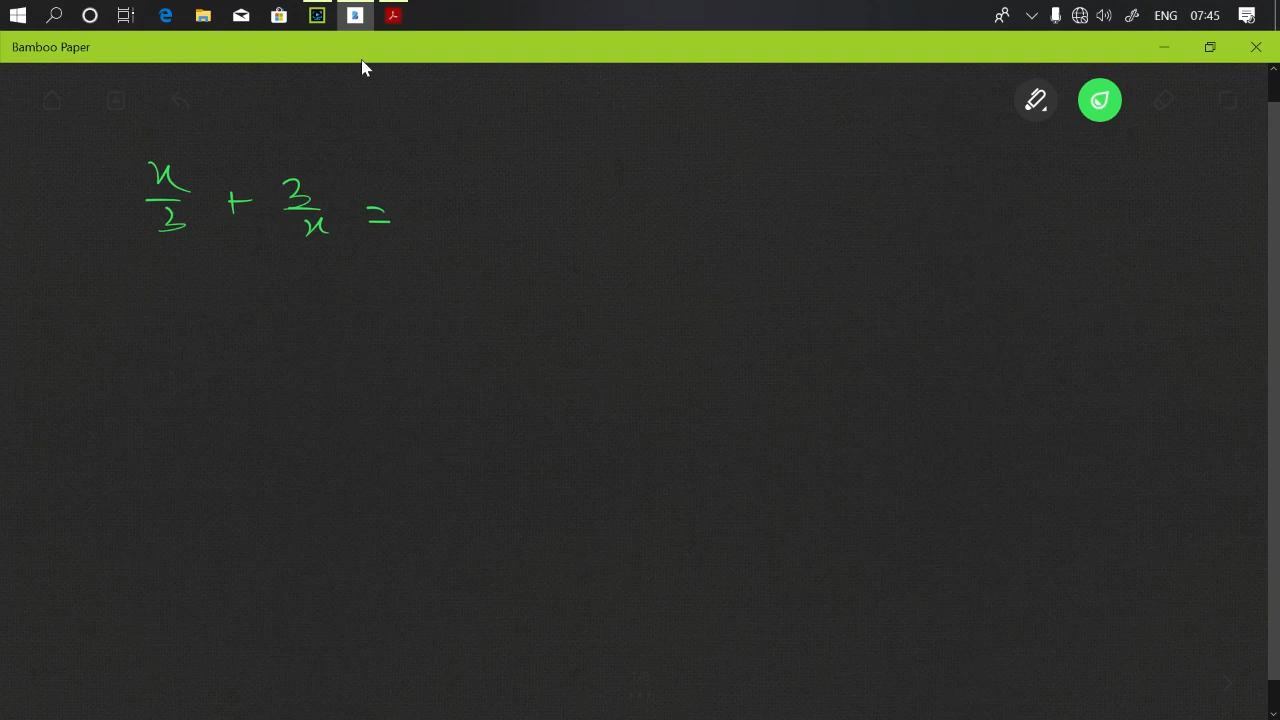 ENG 07:45
Bamboo Paper
x/3 + 3/x =